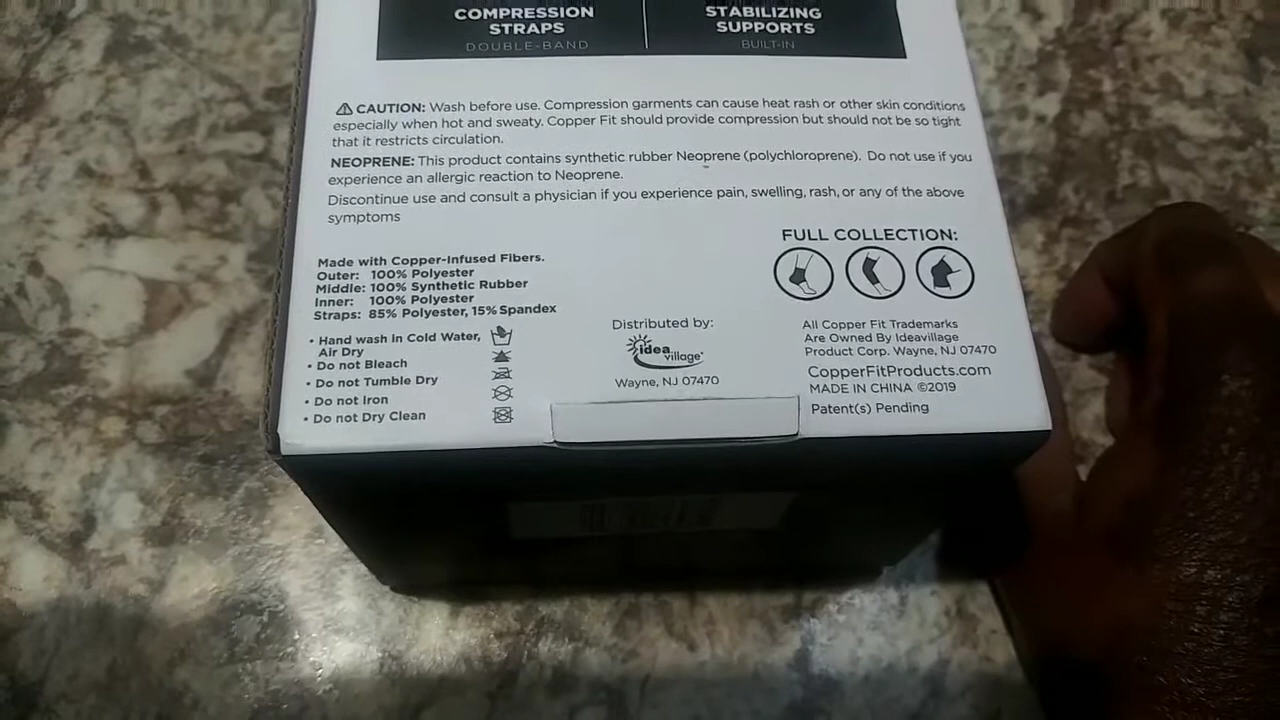 COMPRESSION
STRAPS
DOUBLE-BAND
STABILIZING
SUPPORTS
BUILT-IN
CAUTION: Wash before use. Compression garments can cause heat rash or other skin conditions
especially when hot and sweaty. Copper Fit should provide compression but should not be so tight
that it restricts circulation.
NEOPRENE: This product contains synthetic rubber Neoprene (polychloroprene). Do not use if you
experience an allergic reaction to Neoprene.
Discontinue use and consult a physician if you experience pain, swelling, rash, or any of the above
symptoms
Made with Copper-Infused Fibers.
Outer: 100% Polyester
Middle: 100% Synthetic Rubber
Inner: 100% Polyester
Straps: 85% Polyester, 15% Spandex
• Hand wash in Cold Water,
Air Dry
• Do not Bleach
• Do not Tumble Dry
• Do not Iron
• Do not Dry Clean
Distributed by:
idea
village
Wayne, NJ 07470
FULL COLLECTION:
All Copper Fit Trademarks
Are Owned By Ideavillage
Product Corp. Wayne, NJ 07470
CopperFitProducts.com
MADE IN CHINA ©2019
Patent(s) Pending